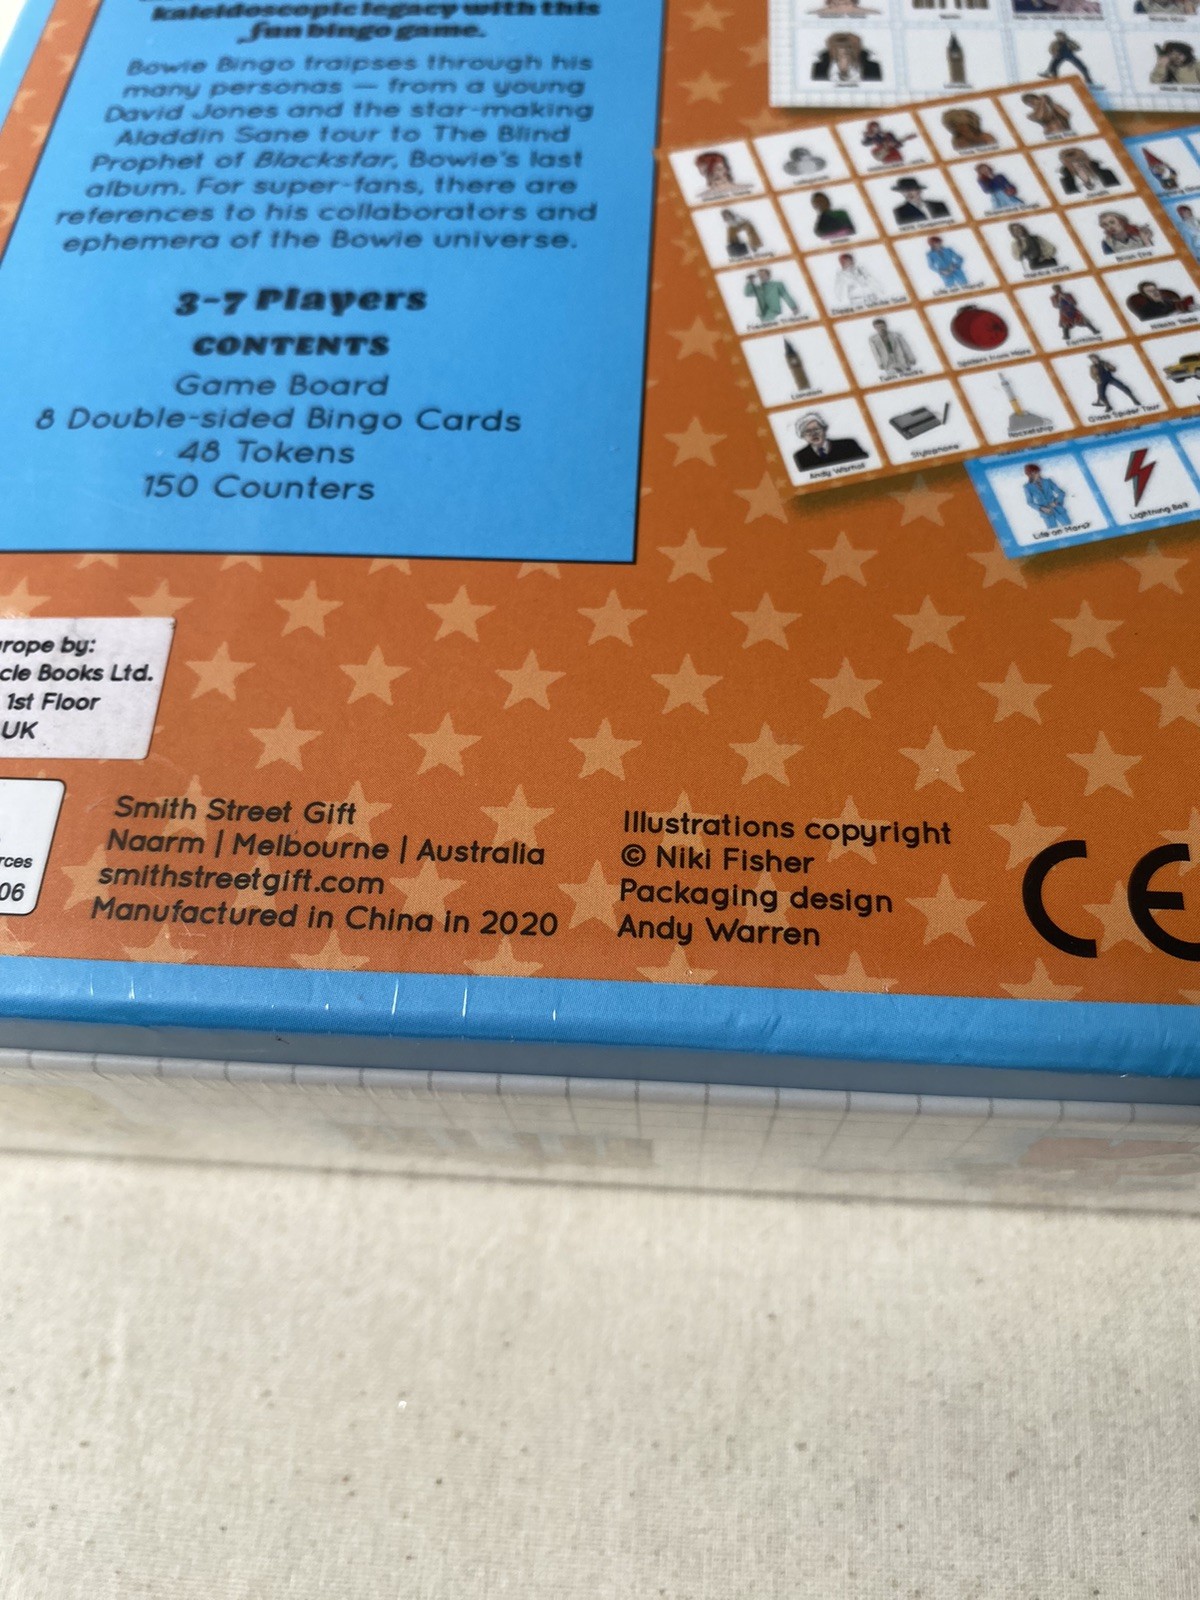 kaleidoscopic legacy with this
fun bingo game.
Bowie Bingo traipses through his
many personas — from a young
David Jones and the star-making
Aladdin Sane tour to The Blind
Prophet of Blackstar, Bowie's last
album. For super-fans, there are
references to his collaborators and
ephemera of the Bowie universe.
3-7 Players
CONTENTS
Game Board
8 Double-sided Bingo Cards
48 Tokens
150 Counters
London
Andy Warhol
Stylophone
Rocketship
Glass Spider Tour
Spiders from Mars
Life on Mars?
Lightning Bolt
urope by:
cle Books Ltd.
1st Floor
UK
rces
06
Smith Street Gift
Naarm | Melbourne | Australia
smithstreetgift.com
Manufactured in China in 2020
Illustrations copyright
© Niki Fisher
Packaging design
Andy Warren
CE